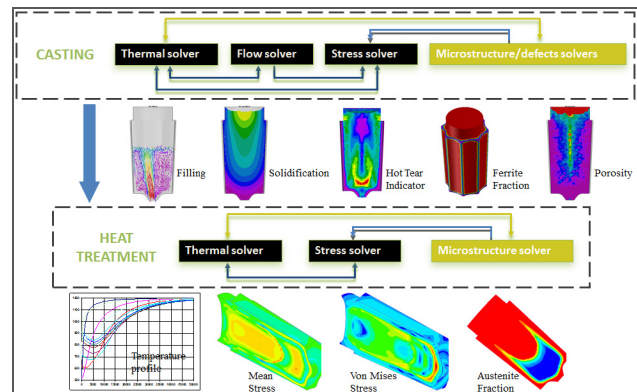 CASTING
Thermal solver
Flow solver
Stress solver
Microstructure/defects solvers
Filling
Solidification
Hot Tear
Indicator
Ferrite
Fraction
Porosity
HEAT
TREATMENT
Thermal solver
Stress solver
Microstructure solver
Temperature
profile
Mean
Stress
Von Mises
Stress
Austenite
Fraction